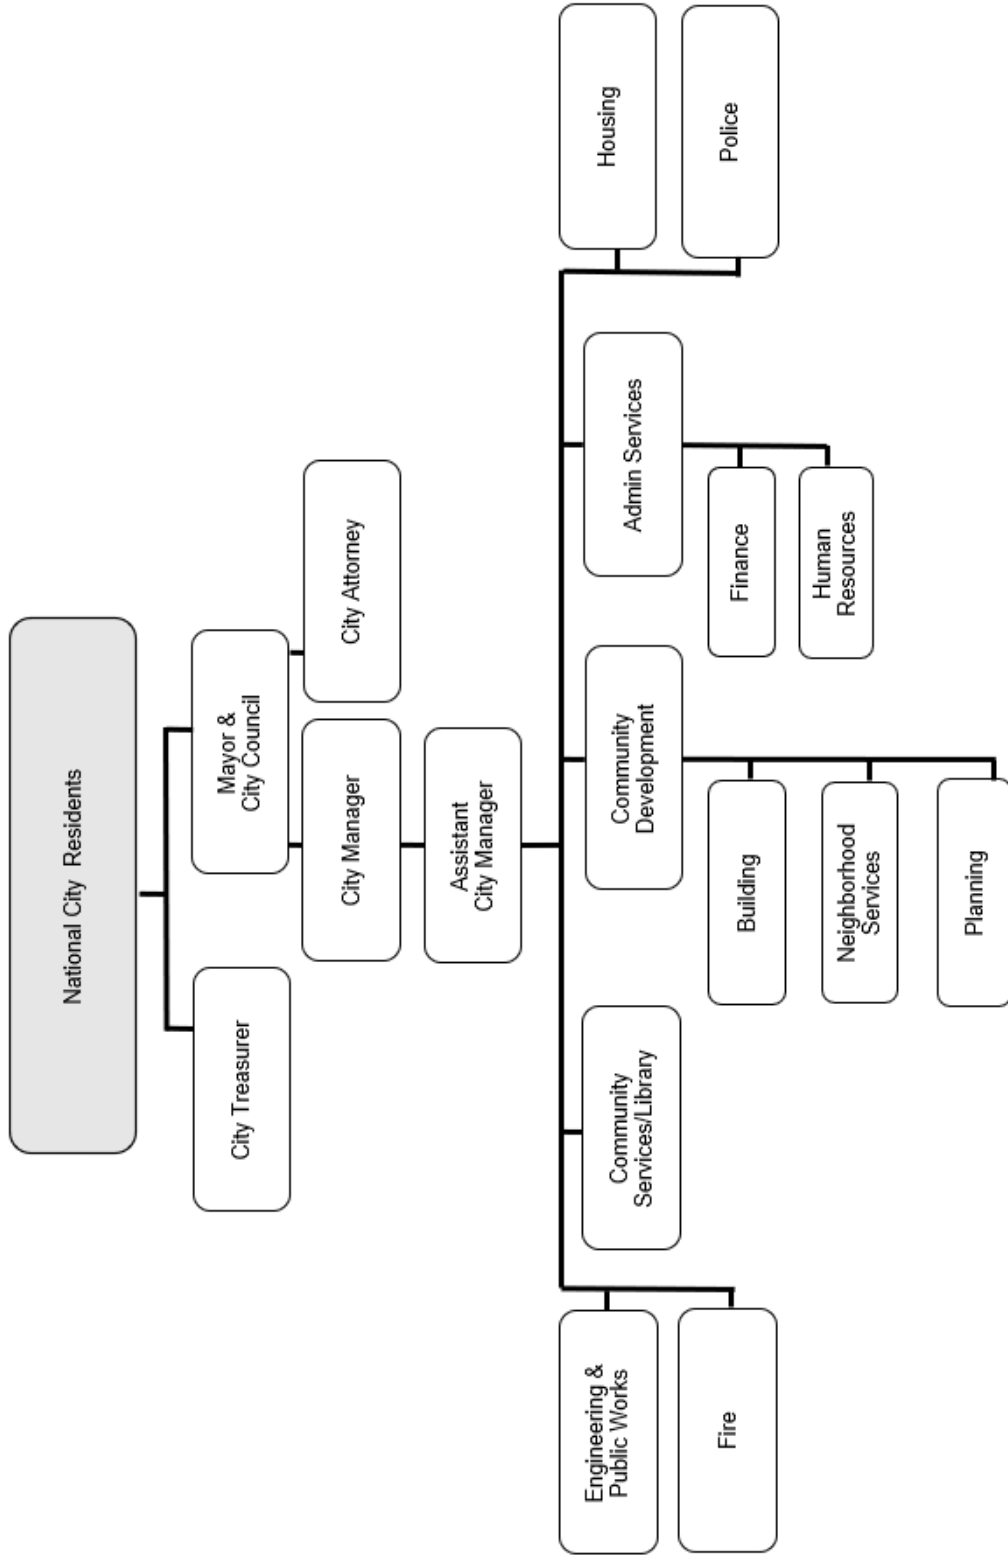 National City Residents
City Treasurer
Mayor &
City Council
City Manager
City Attorney
Assistant
City Manager
Engineering &
Public Works
Fire
Community
Services/Library
Community
Development
Building
Neighborhood
Services
Planning
Admin Services
Finance
Human
Resources
Housing
Police